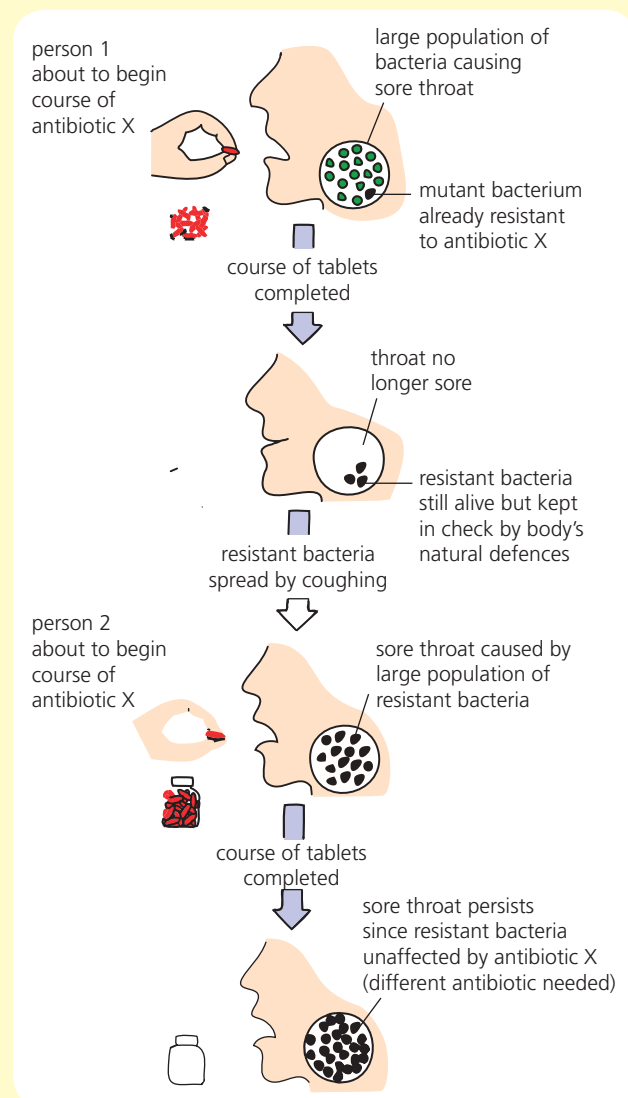 person 1
about to begin
course of
antibiotic X
large population of
bacteria causing
sore throat
mutant bacterium
already resistant
to antibiotic X
course of tablets
completed
throat no
longer sore
resistant bacteria
still alive but kept
in check by body's
natural defences
resistant bacteria
spread by coughing
person 2
about to begin
course of
antibiotic X
sore throat caused by
large population of
resistant bacteria
course of tablets
completed
sore throat persists
since resistant bacteria
unaffected by antibiotic X
(different antibiotic needed)